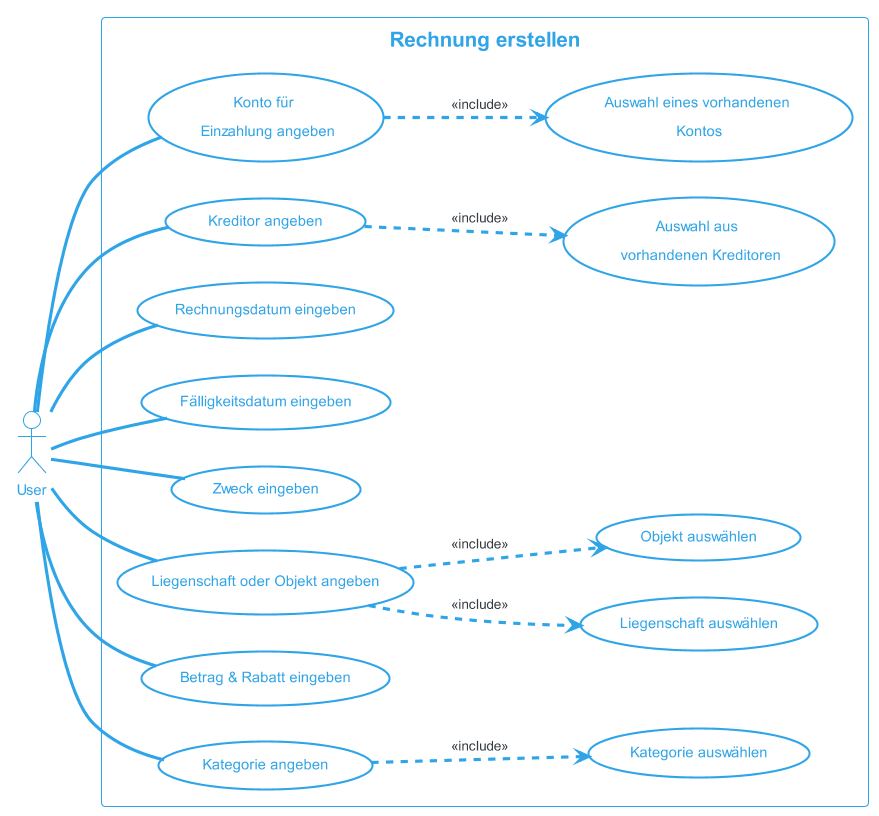 Rechnung erstellen
Konto für
Einzahlung angeben
«include»
Auswahl eines vorhandenen
Kontos
Kreditor angeben
«include»
Auswahl aus
vorhandenen Kreditoren
Rechnungsdatum eingeben
Fälligkeitsdatum eingeben
User
Zweck eingeben
Liegenschaft oder Objekt angeben
«include»
Objekt auswählen
«include»
Liegenschaft auswählen
Betrag & Rabatt eingeben
Kategorie angeben
«include»
Kategorie auswählen